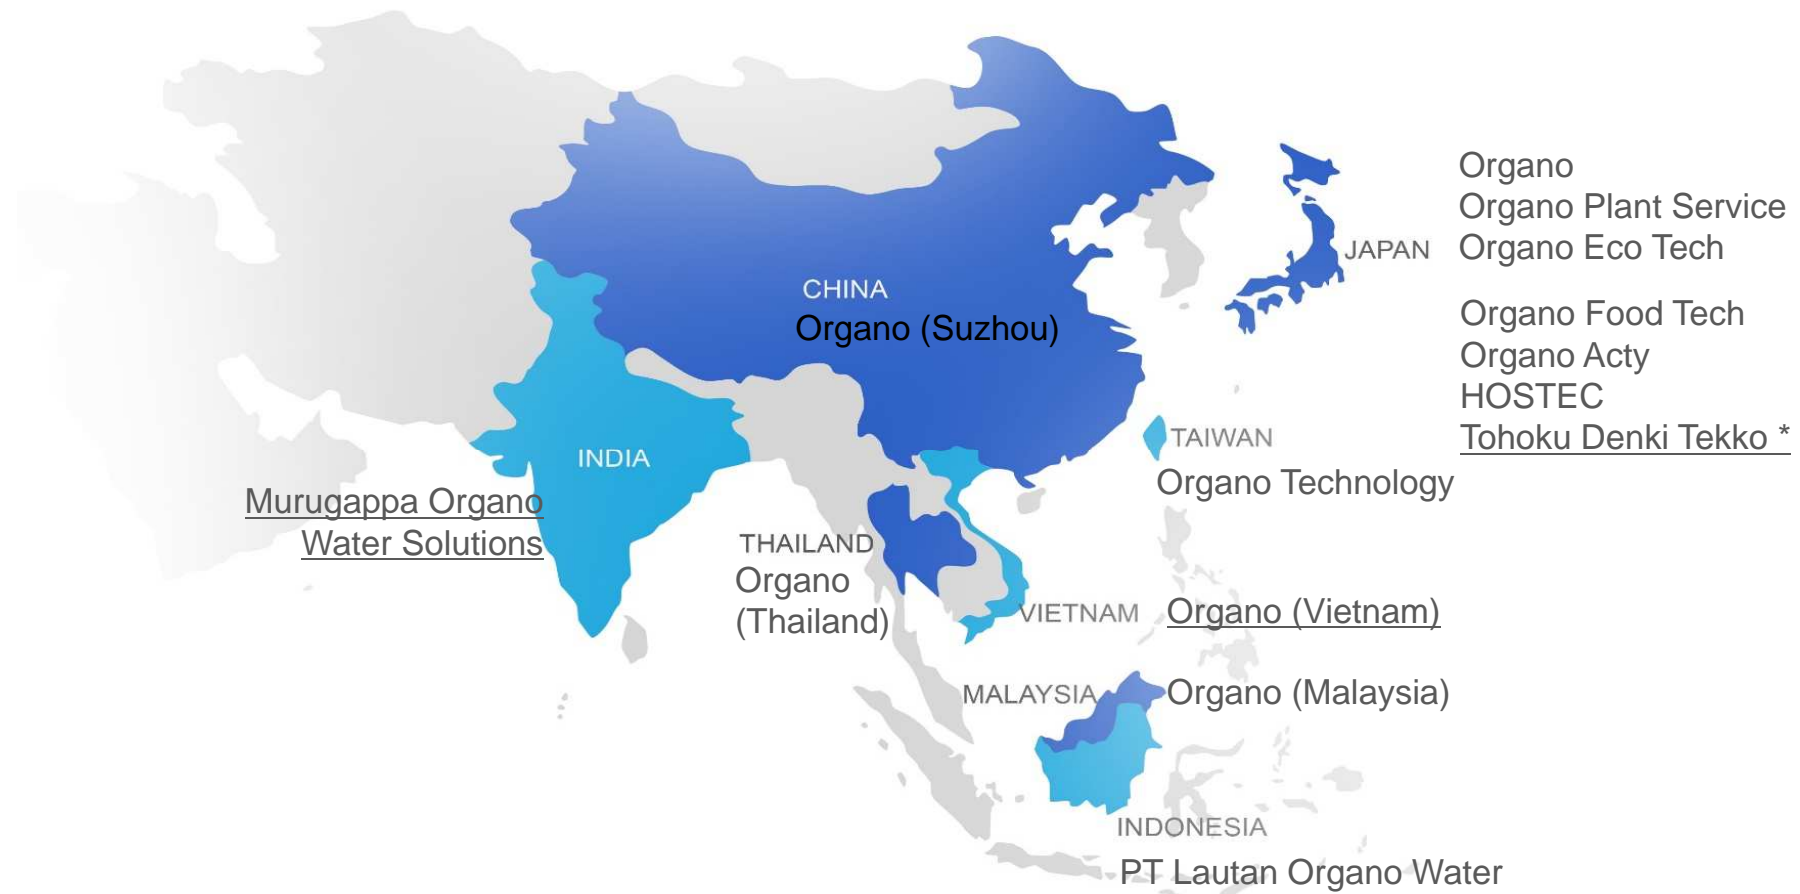 Organo
Organo Plant Service
JAPAN
Organo Eco Tech
CHINA
Organo (Suzhou)
Organo Food Tech
Organo Acty
HOSTEC
Tohoku Denki Tekko *
TAIWAN
Organo Technology
INDIA
Murugappa Organo
Water Solutions
THAILAND
Organo
(Thailand)
VIETNAM
Organo (Vietnam)
MALAYSIA
Organo (Malaysia)
INDONESIA
PT Lautan Organo Water